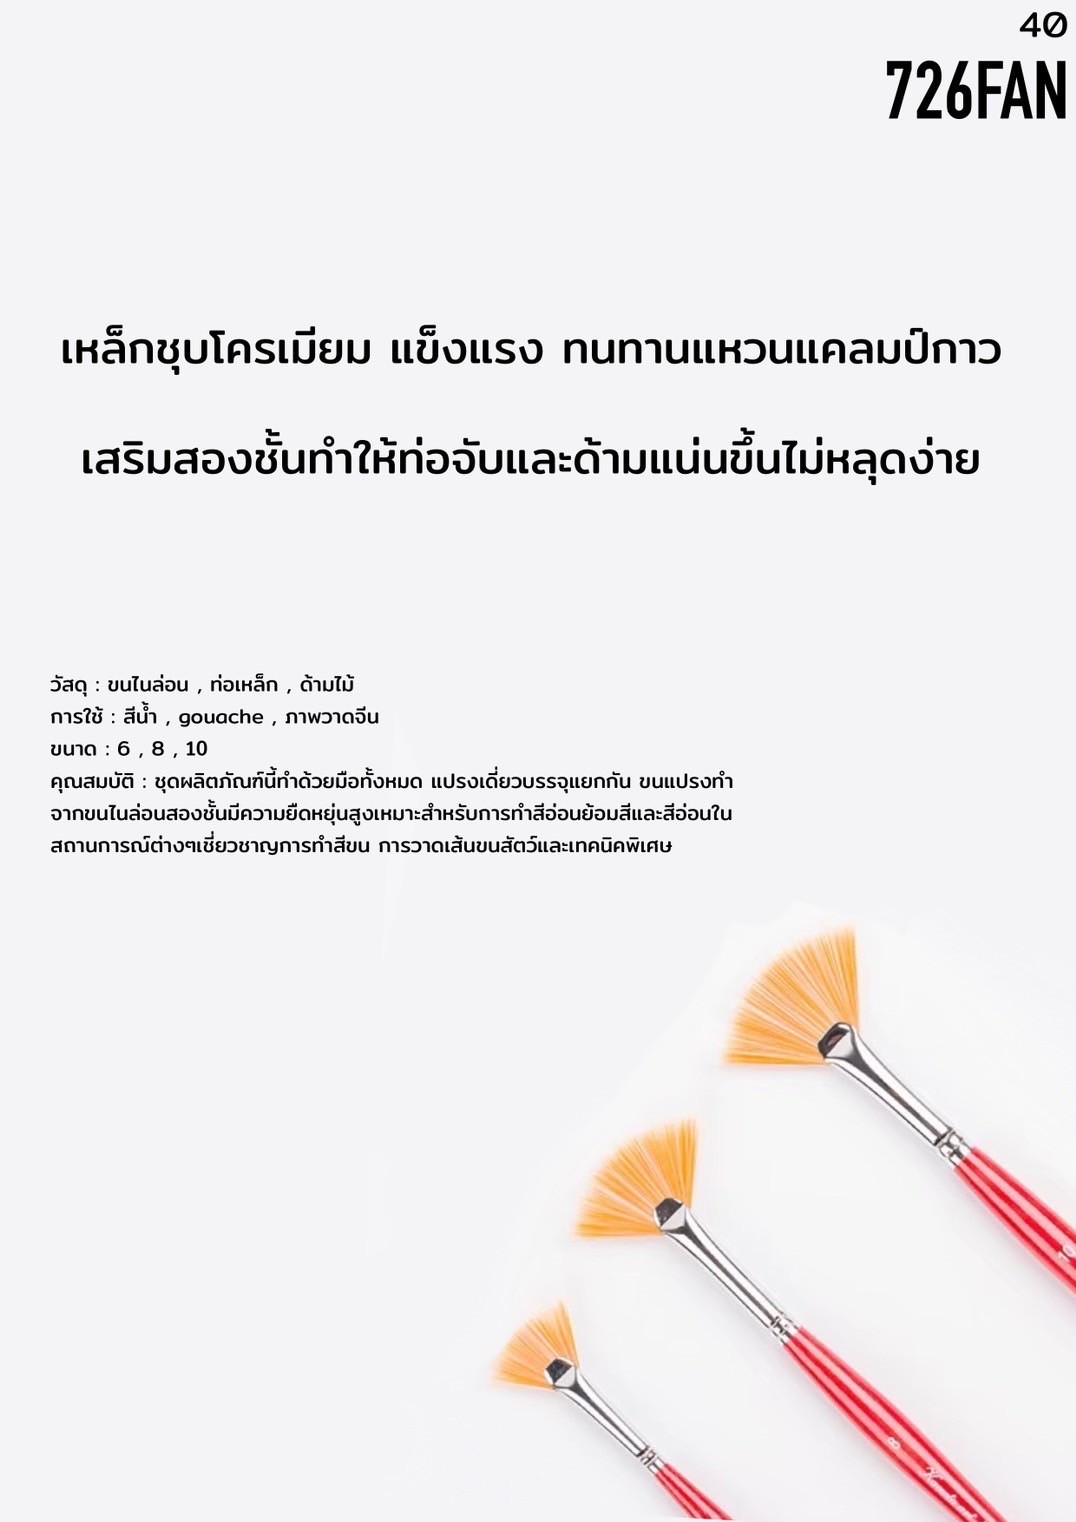 40
726FAN
เหล็กชุบโครเมียม แข็งแรง ทนทานแหวนแคลมป์กาว
เสริมสองชั้นทำให้ท่อจับและด้ามแน่นขึ้นไม่หลุดง่าย
วัสดุ : ขนไนล่อน , ท่อเหล็ก , ด้ามไม้
การใช้ : สีน้ำ , gouache , ภาพวาดจีน
ขนาด : 6 , 8 , 10
คุณสมบัติ : ชุดผลิตภัณฑ์นี้ทำด้วยมือทั้งหมด แปรงเดี่ยวบรรจุแยกกัน ขนแปรงทำ
จากขนไนล่อนสองชั้นมีความยืดหยุ่นสูงเหมาะสำหรับการทำสีอ่อนย้อมสีและสีอ่อนใน
สถานการณ์ต่างๆเชี่ยวชาญการทำสีขน การวาดเส้นขนสัตว์และเทคนิคพิเศษ
10
8